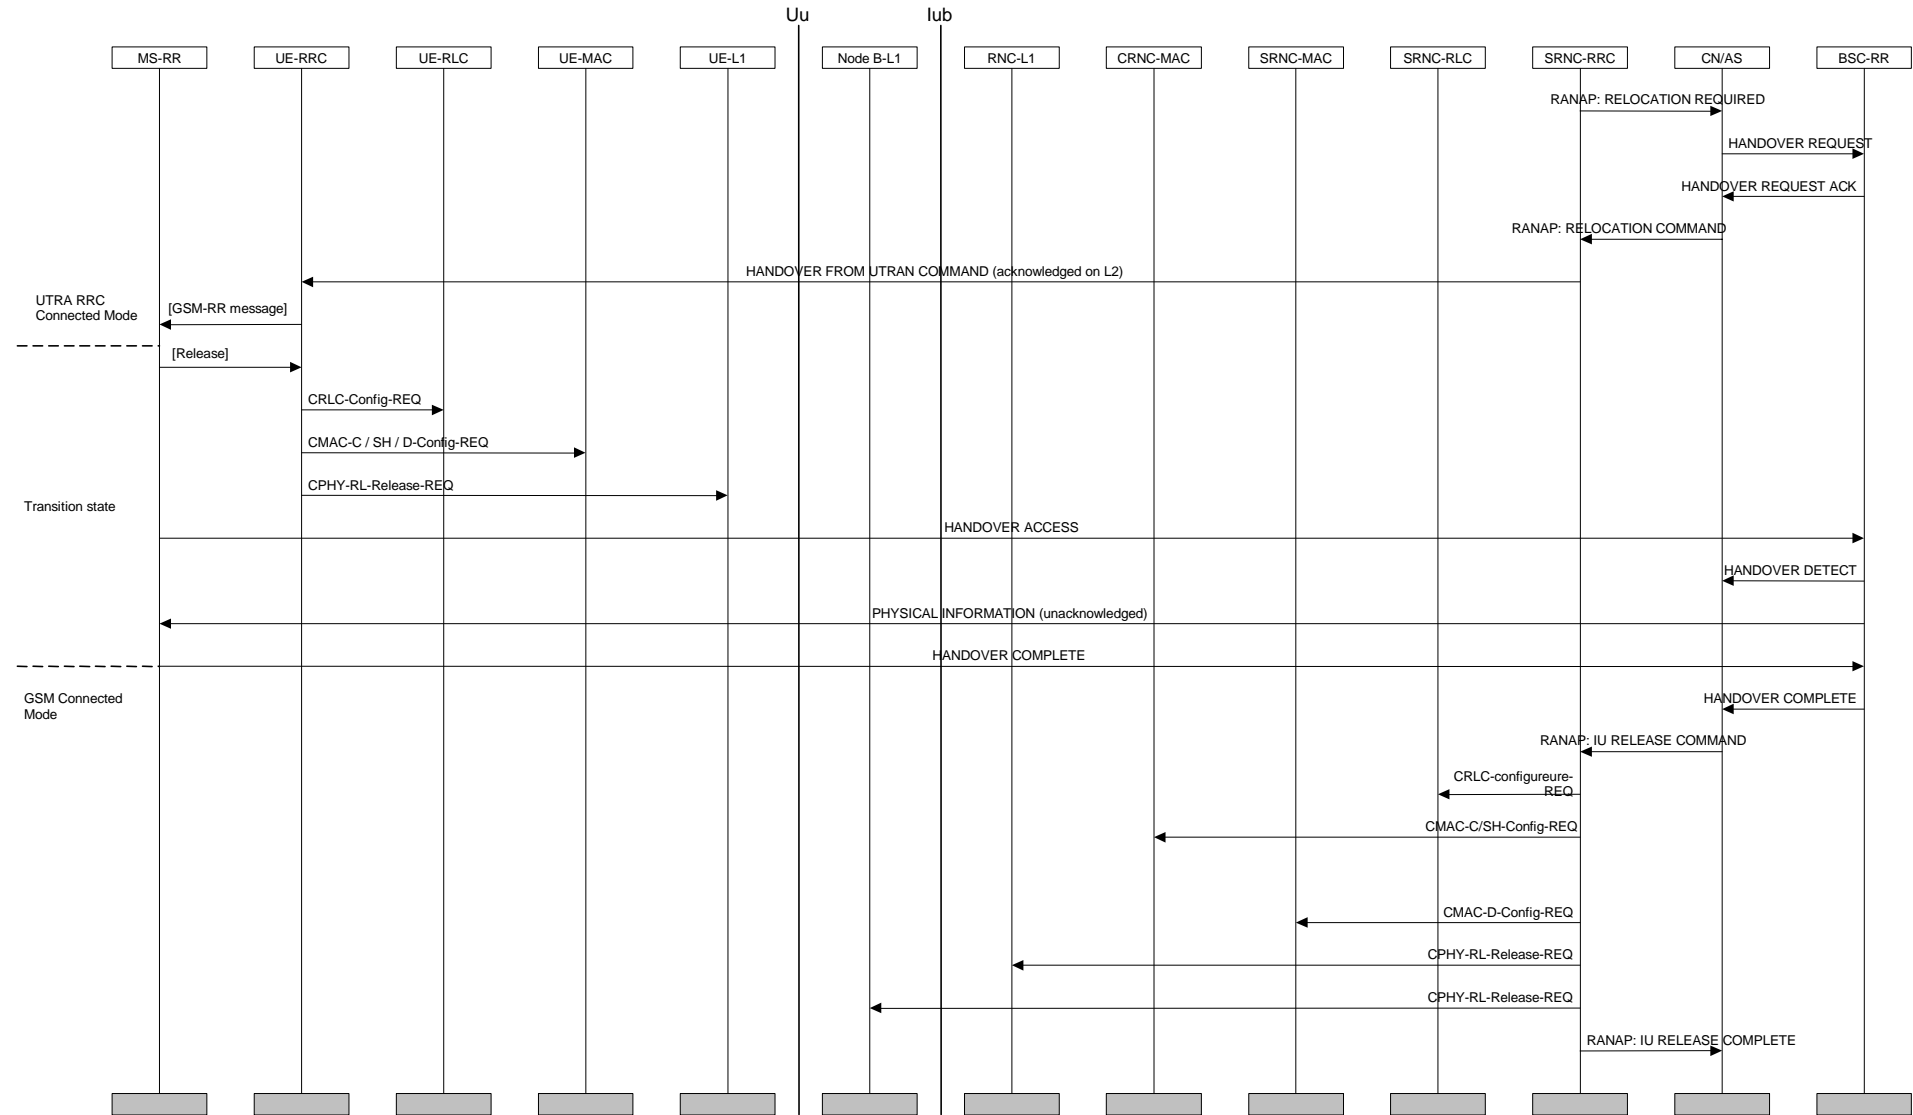 Uu
Iub
MS-RR
UE-RRC
UE-RLC
UE-MAC
UE-L1
Node B-L1
RNC-L1
CRNC-MAC
SRNC-MAC
SRNC-RLC
SRNC-RRC
CN/AS
BSC-RR
RANAP: RELOCATION REQUIRED
HANDOVER REQUEST
HANDOVER REQUEST ACK
RANAP: RELOCATION COMMAND
HANDOVER FROM UTRAN COMMAND (acknowledged on L2)
UTRA RRC
Connected Mode
[GSM-RR message]
[Release]
CRLC-Config-REQ
CMAC-C / SH / D-Config-REQ
CPHY-RL-Release-REQ
Transition state
HANDOVER ACCESS
HANDOVER DETECT
PHYSICAL INFORMATION (unacknowledged)
HANDOVER COMPLETE
GSM Connected
Mode
HANDOVER COMPLETE
RANAP: IU RELEASE COMMAND
CRLC-configureure-
REQ
CMAC-C/SH-Config-REQ
CMAC-D-Config-REQ
CPHY-RL-Release-REQ
CPHY-RL-Release-REQ
RANAP: IU RELEASE COMPLETE